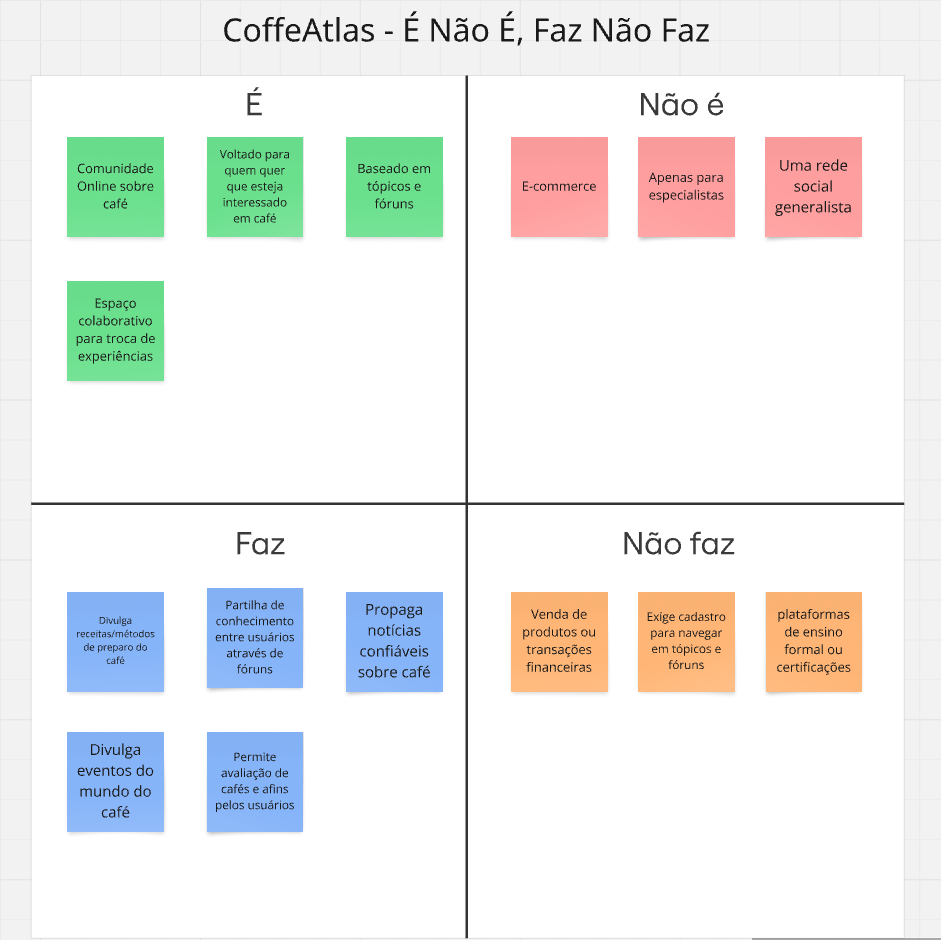 CoffeAtlas - É Não É, Faz Não Faz
É
Comunidade
Online sobre
café
Voltado para
quem quer
que esteja
interessado
em café
Baseado em
tópicos e
fóruns
Espaço
colaborativo
para troca de
experiências
Não é
E-commerce
Apenas para
especialistas
Uma rede
social
generalista
Faz
Divulga
receitas/métodos
de preparo do
café
Partilha de
conhecimento
entre usuários
através de
fóruns
Propaga
notícias
confiáveis
sobre café
Divulga
eventos do
mundo do
café
Permite
avaliação de
cafés e afins
pelos usuários
Não faz
Venda de
produtos ou
transações
financeiras
Exige cadastro
para navegar
em tópicos e
fóruns
plataformas
de ensino
formal ou
certificações